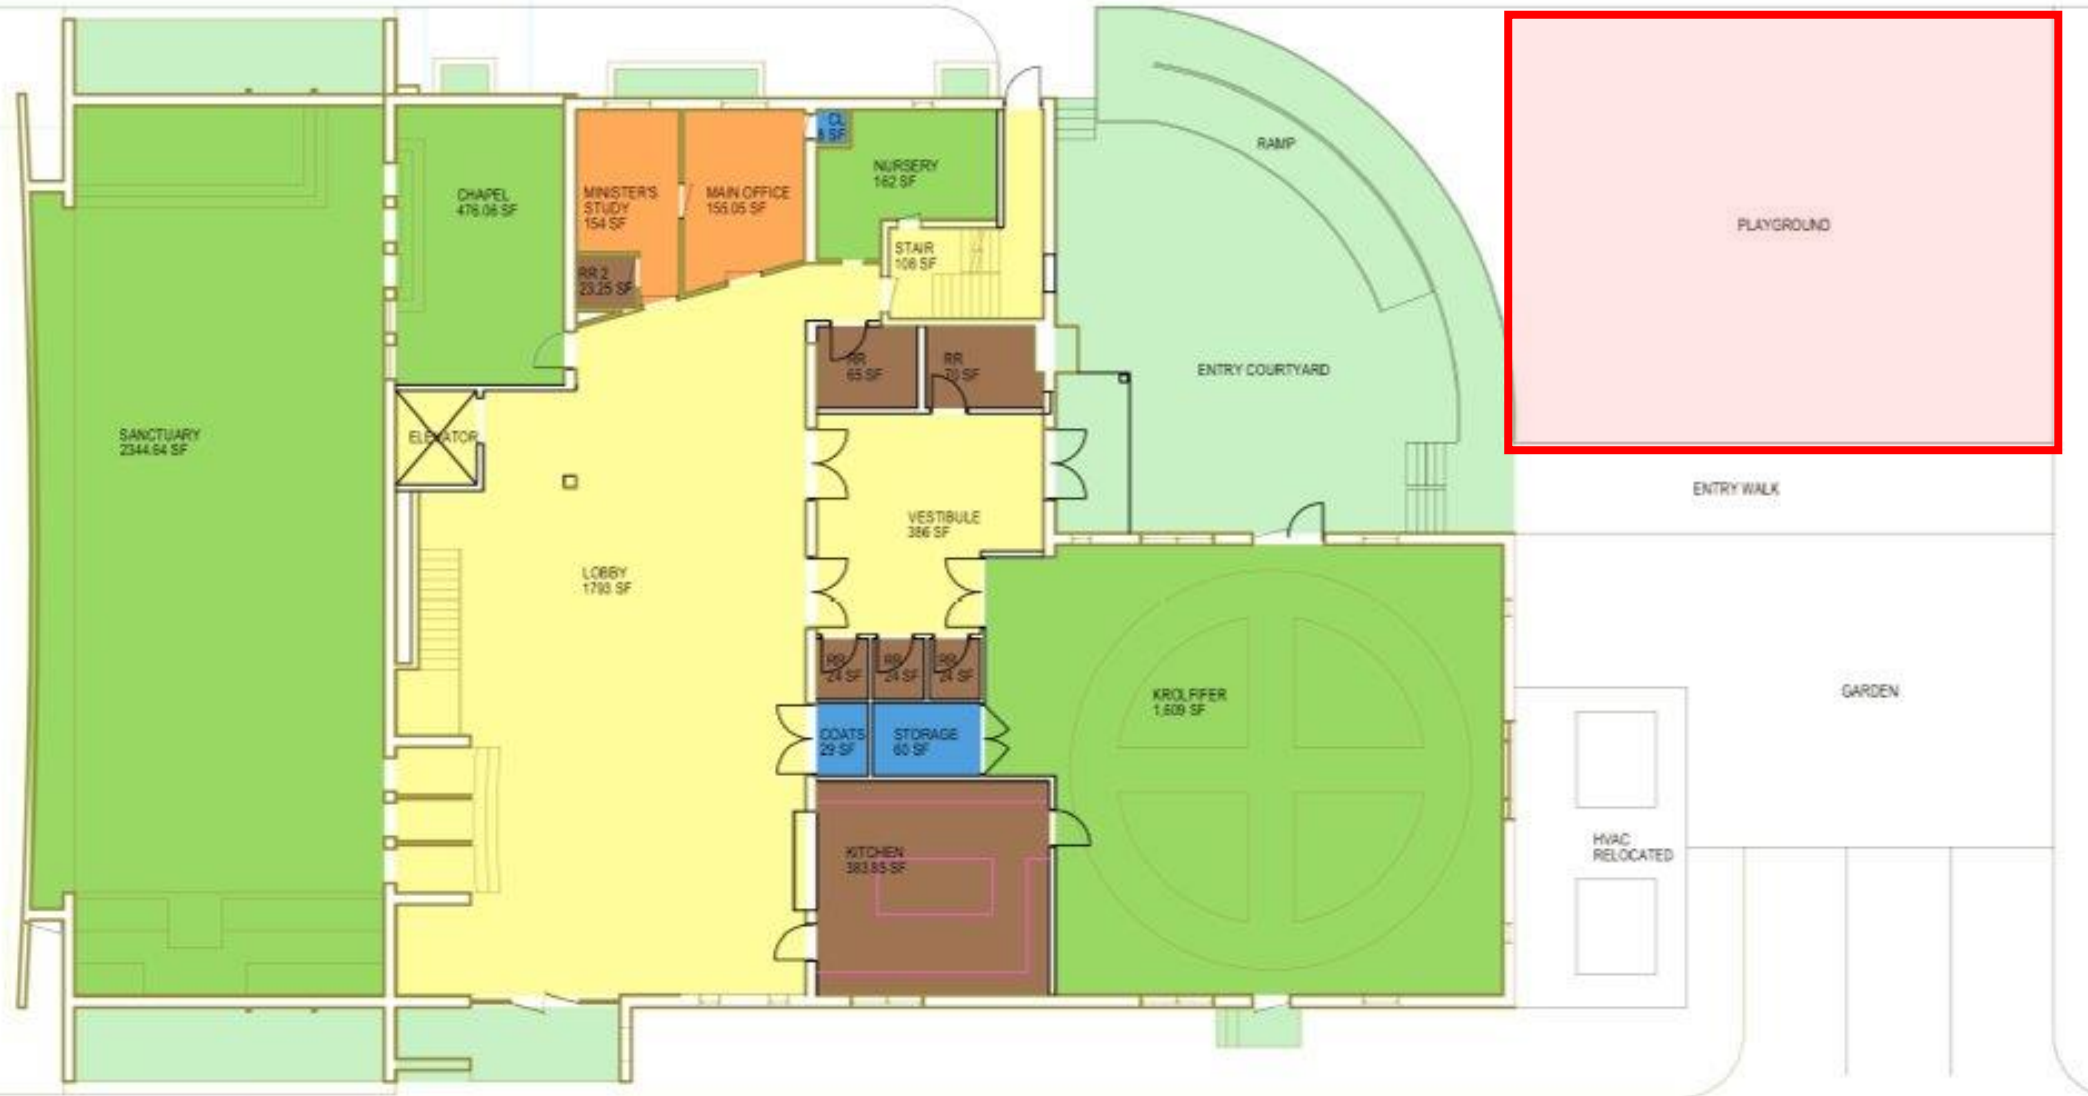 CHAPEL
476.06 SF
MINISTER'S
STUDY
154 SF
MAIN OFFICE
155.05 SF
CL
8 SF
NURSERY
162 SF
RAMP
PLAYGROUND
STAIR
108 SF
RR 2
23.25 SF
RR
65 SF
RR
70 SF
ENTRY COURTYARD
SANCTUARY
2344.64 SF
ELEVATOR
ENTRY WALK
VESTIBULE
386 SF
LOBBY
1793 SF
RR
24 SF
RR
24 SF
RR
24 SF
KROLFIFER
1,609 SF
GARDEN
COATS
29 SF
STORAGE
60 SF
KITCHEN
383.85 SF
HVAC
RELOCATED